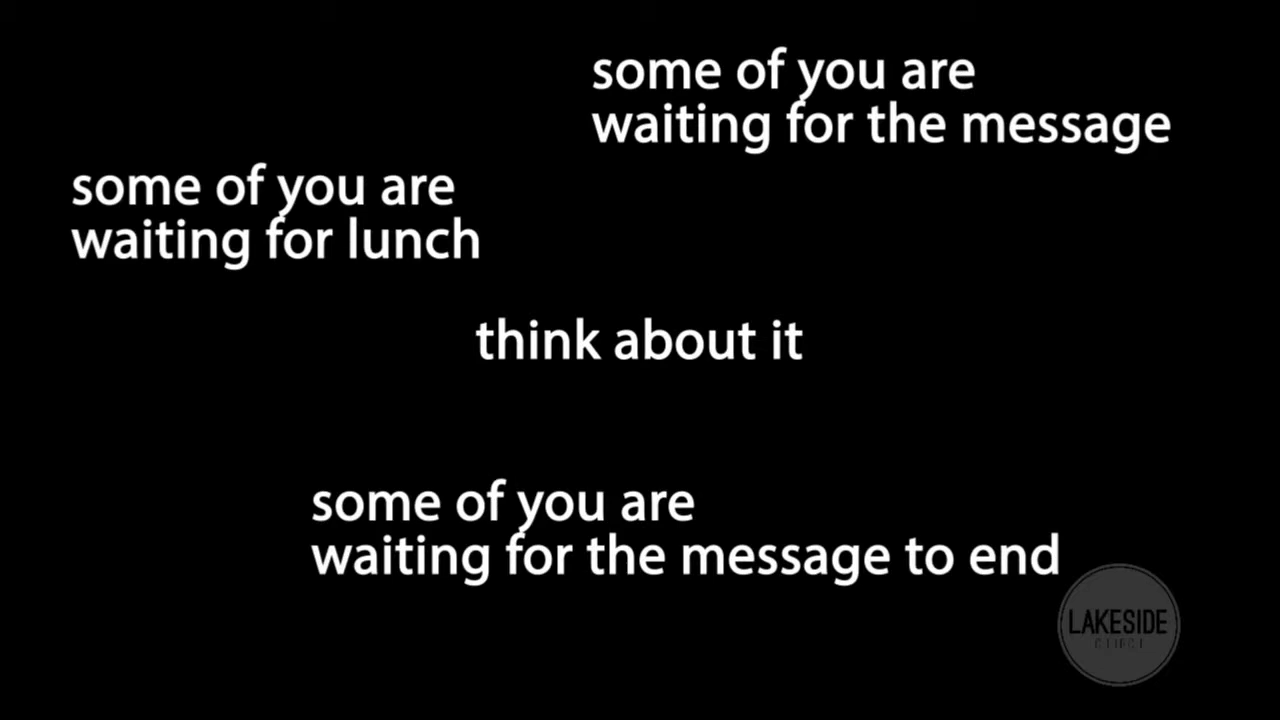 some of you are
waiting for the message
some of you are
waiting for lunch
think about it
some of you are
waiting for the message to end
LAKESIDE